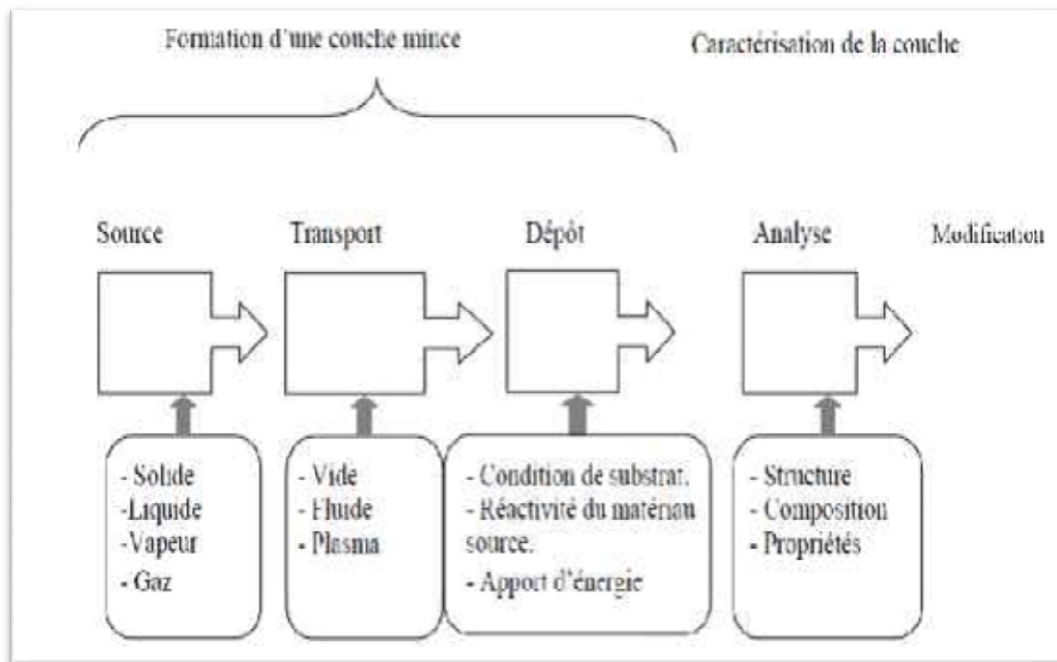 Formation d'une couche mince
Caractérisation de la couche
Source
Transport
Dépôt
Analyse
Modification
- Solide
-Liquide
-Vapeur
- Gaz
- Vide
- Fluide
- Plasma
- Condition de substrat.
- Réactivité du matériau
source.
- Apport d'énergie
- Structure
- Composition
- Propriétés